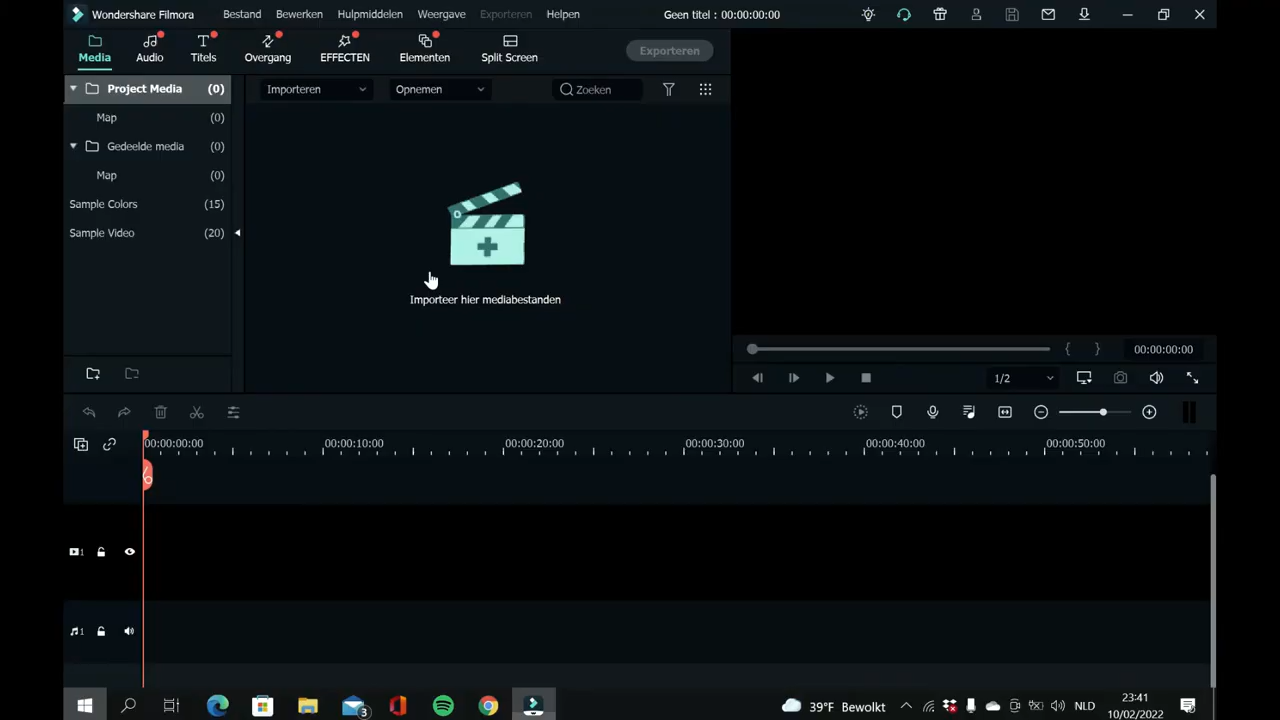 Wondershare Filmora Bestand Bewerken Hulpmiddelen Weergave Exporteren Helpen Geen titel : 00:00:00:00
Media Audio Titels Overgang EFFECTEN Elementen Split Screen Exporteren
Project Media (0) Importeren Opnemen Zoeken
Map (0)
Gedeelde media (0)
Map (0)
Sample Colors (15)
Sample Video (20)
Importeer hier mediabestanden
{ } 00:00:00:00
1/2
00:00:00:00 00:00:10:00 00:00:20:00 00:00:30:00 00:00:40:00 00:00:50:00
1
1
3 39°F Bewolkt NLD 23:41
10/02/2022